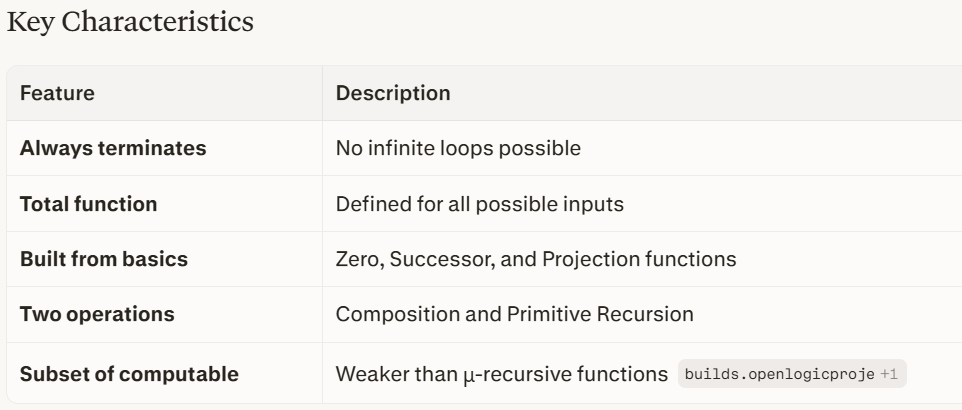 Key Characteristics
Feature Description
Always terminates No infinite loops possible
Total function Defined for all possible inputs
Built from basics Zero, Successor, and Projection functions
Two operations Composition and Primitive Recursion
Subset of computable Weaker than μ-recursive functions builds.openlogicproje +1